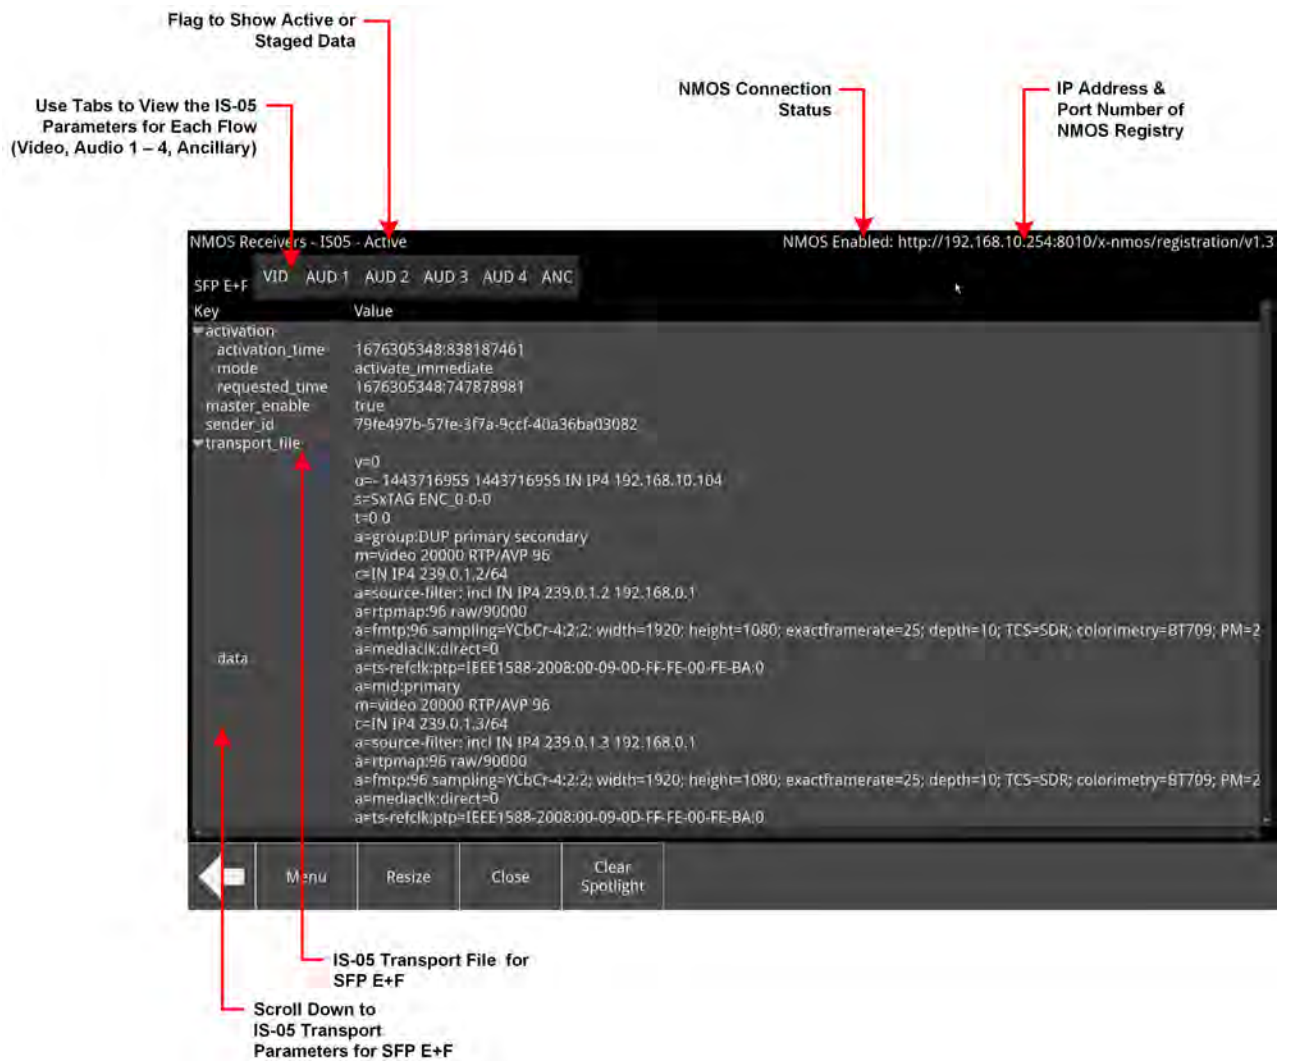 Flag to Show Active or
Staged Data
Use Tabs to View the IS-05
Parameters for Each Flow
(Video, Audio 1 – 4, Ancillary)
NMOS Connection
Status
IP Address &
Port Number of
NMOS Registry
NMOS Receivers - IS05 - Active
NMOS Enabled: http://192.168.10.254:8010/x-nmos/registration/v1.3
SFP E+F VID AUD 1 AUD 2 AUD 3 AUD 4 ANC
Key Value
activation
activation_time 1676305348:838187461
mode activate_immediate
requested_time 1676305348:747878981
master_enable true
sender_id 79fe497b-57fe-3f7a-9ccf-40a36ba03082
transport_file
v=0
o=- 1443716955 1443716955 IN IP4 192.168.10.104
s=SxTAG ENC_0-0-0
t=0 0
a=group:DUP primary secondary
m=video 20000 RTP/AVP 96
c=IN IP4 239.0.1.2/64
a=source-filter: incl IN IP4 239.0.1.2 192.168.0.1
a=rtpmap:96 raw/90000
a=fmtp:96 sampling=YCbCr-4:2:2; width=1920; height=1080; exactframerate=25; depth=10; TCS=SDR; colorimetry=BT709; PM=2
a=mediaclk:direct=0
data
a=ts-refclk:ptp=IEEE1588-2008:00-09-0D-FF-FE-00-FE-BA:0
a=mid:primary
m=video 20000 RTP/AVP 96
c=IN IP4 239.0.1.3/64
a=source-filter: incl IN IP4 239.0.1.3 192.168.0.1
a=rtpmap:96 raw/90000
a=fmtp:96 sampling=YCbCr-4:2:2; width=1920; height=1080; exactframerate=25; depth=10; TCS=SDR; colorimetry=BT709; PM=2
a=mediaclk:direct=0
a=ts-refclk:ptp=IEEE1588-2008:00-09-0D-FF-FE-00-FE-BA:0
Menu Resize Close Clear
Spotlight
IS-05 Transport File for
SFP E+F
Scroll Down to
IS-05 Transport
Parameters for SFP E+F